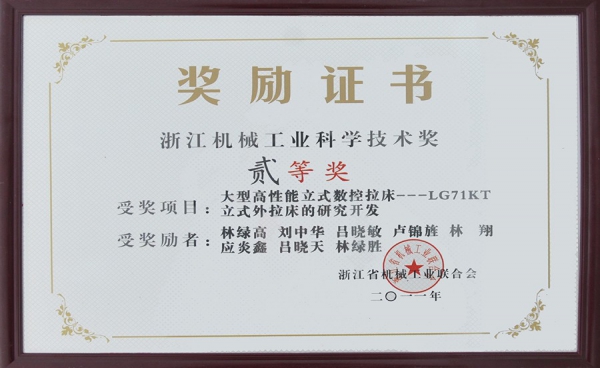 奖励证书
浙江机械工业科学技术奖
贰等奖
受奖项目：大型高性能立式数控拉床---LG71KT
立式外拉床的研究开发
受奖励者：林绿高 刘中华 吕晓敏 卢锦旌 林 翔
应炎鑫 吕晓天 林绿胜
浙江省机械工业联合会
二〇一一年